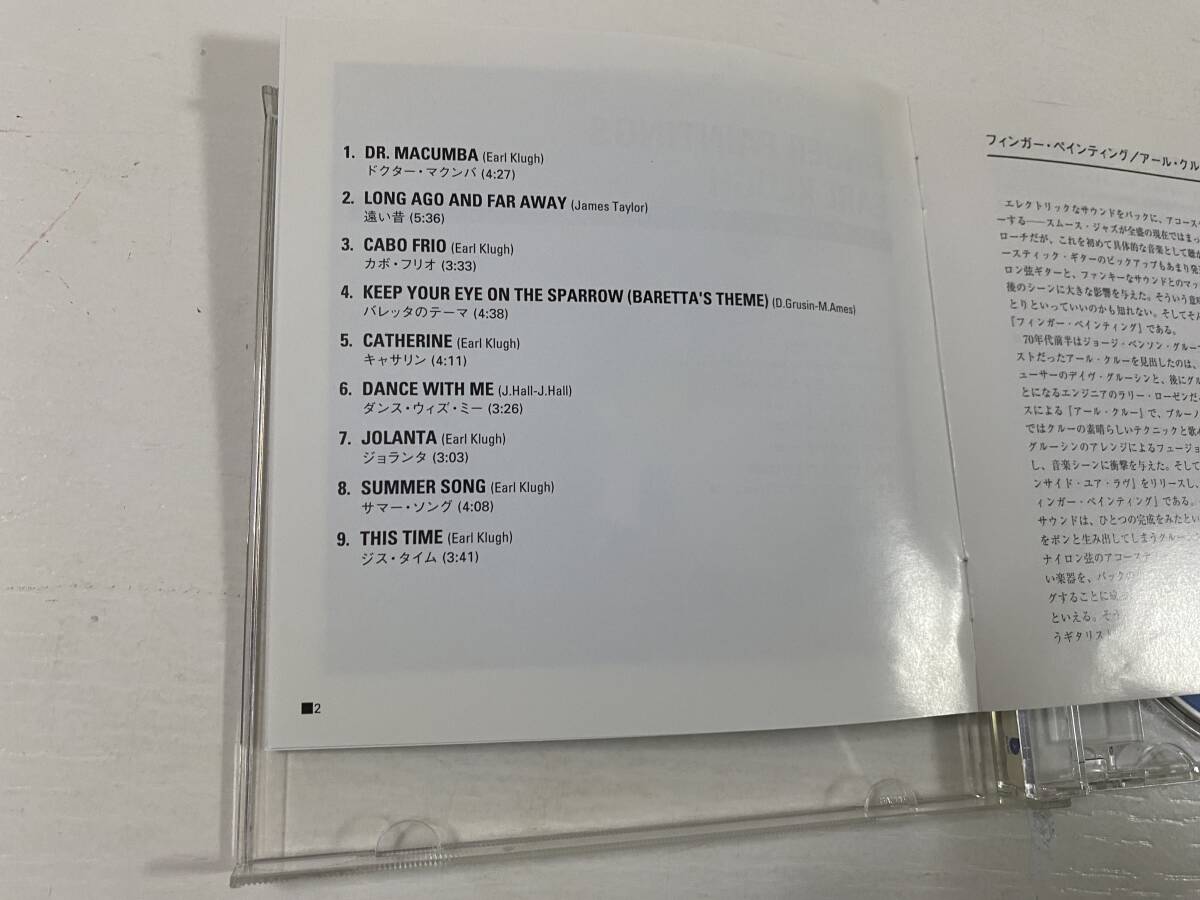 1. DR. MACUMBA (Earl Klugh)
ドクター・マクンバ (4:27)
2. LONG AGO AND FAR AWAY (James Taylor)
遠い昔 (5:36)
3. CABO FRIO (Earl Klugh)
カボ・フリオ (3:33)
4. KEEP YOUR EYE ON THE SPARROW (BARETTA'S THEME) (D.Grusin-M.Ames)
バレッタのテーマ (4:38)
5. CATHERINE (Earl Klugh)
キャサリン (4:11)
6. DANCE WITH ME (J.Hall-J.Hall)
ダンス・ウィズ・ミー (3:26)
7. JOLANTA (Earl Klugh)
ジョランタ (3:03)
8. SUMMER SONG (Earl Klugh)
サマー・ソング (4:08)
9. THIS TIME (Earl Klugh)
ジス・タイム (3:41)
■2
フィンガー・ペインティング/アール・クル
エレクトリックなサウンドをバックに、アコース
ーする——スムース・ジャズが全盛の現在ではまっ
ローチだが、これを初めて具体的な音楽として聴か
ースティック・ギターのピックアップもあまり発
ロン弦ギターと、ファンキーなサウンドとのマッ
後のシーンに大きな影響を与えた。そういう意味
とりといっていいのかも知れない。そしてそん
『フィンガー・ペインティング』である。
70年代前半はジョージ・ベンソン・グルー
ストだったアール・クルーを見出したのは、
ューサーのデイヴ・グルーシンと、後にグル
とになるエンジニアのラリー・ローゼンだ
スによる『アール・クルー』で、ブルーノ
ではクルーの素晴らしいテクニックと歌
グルーシンのアレンジによるフュージョ
し、音楽シーンに衝撃を与えた。そして
ンサイド・ユア・ラヴ』をリリースし、
ィンガー・ペインティング』である。
サウンドは、ひとつの完成をみたとい
をポンと生み出してしまうグルーシン
ナイロン弦のアコーステ
い楽器を、バックの
グすることに成
といえる。そう
うギタリス